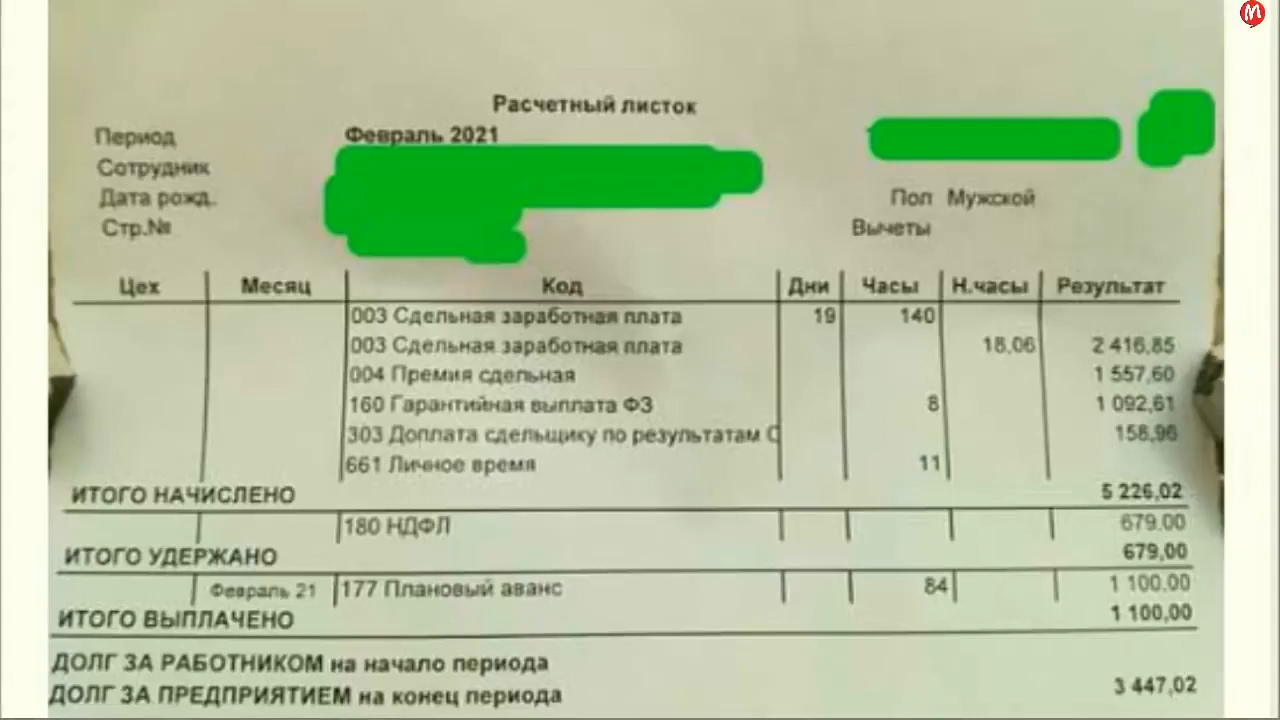 M
Расчетный листок
Период Февраль 2021
Сотрудник
Дата рожд. Пол Мужской
Стр.№ Вычеты
Цех Месяц Код Дни Часы Н.часы Результат
003 Сдельная заработная плата 19 140
003 Сдельная заработная плата 18,06 2 416,85
004 Премия сдельная 1 557,60
160 Гарантийная выплата ФЗ 8 1 092,61
303 Доплата сдельщику по результатам С 158,96
661 Личное время 11
ИТОГО НАЧИСЛЕНО 5 226,02
180 НДФЛ 679,00
ИТОГО УДЕРЖАНО 679,00
Февраль 21 177 Плановый аванс 84 1 100,00
ИТОГО ВЫПЛАЧЕНО 1 100,00
ДОЛГ ЗА РАБОТНИКОМ на начало периода
ДОЛГ ЗА ПРЕДПРИЯТИЕМ на конец периода 3 447,02